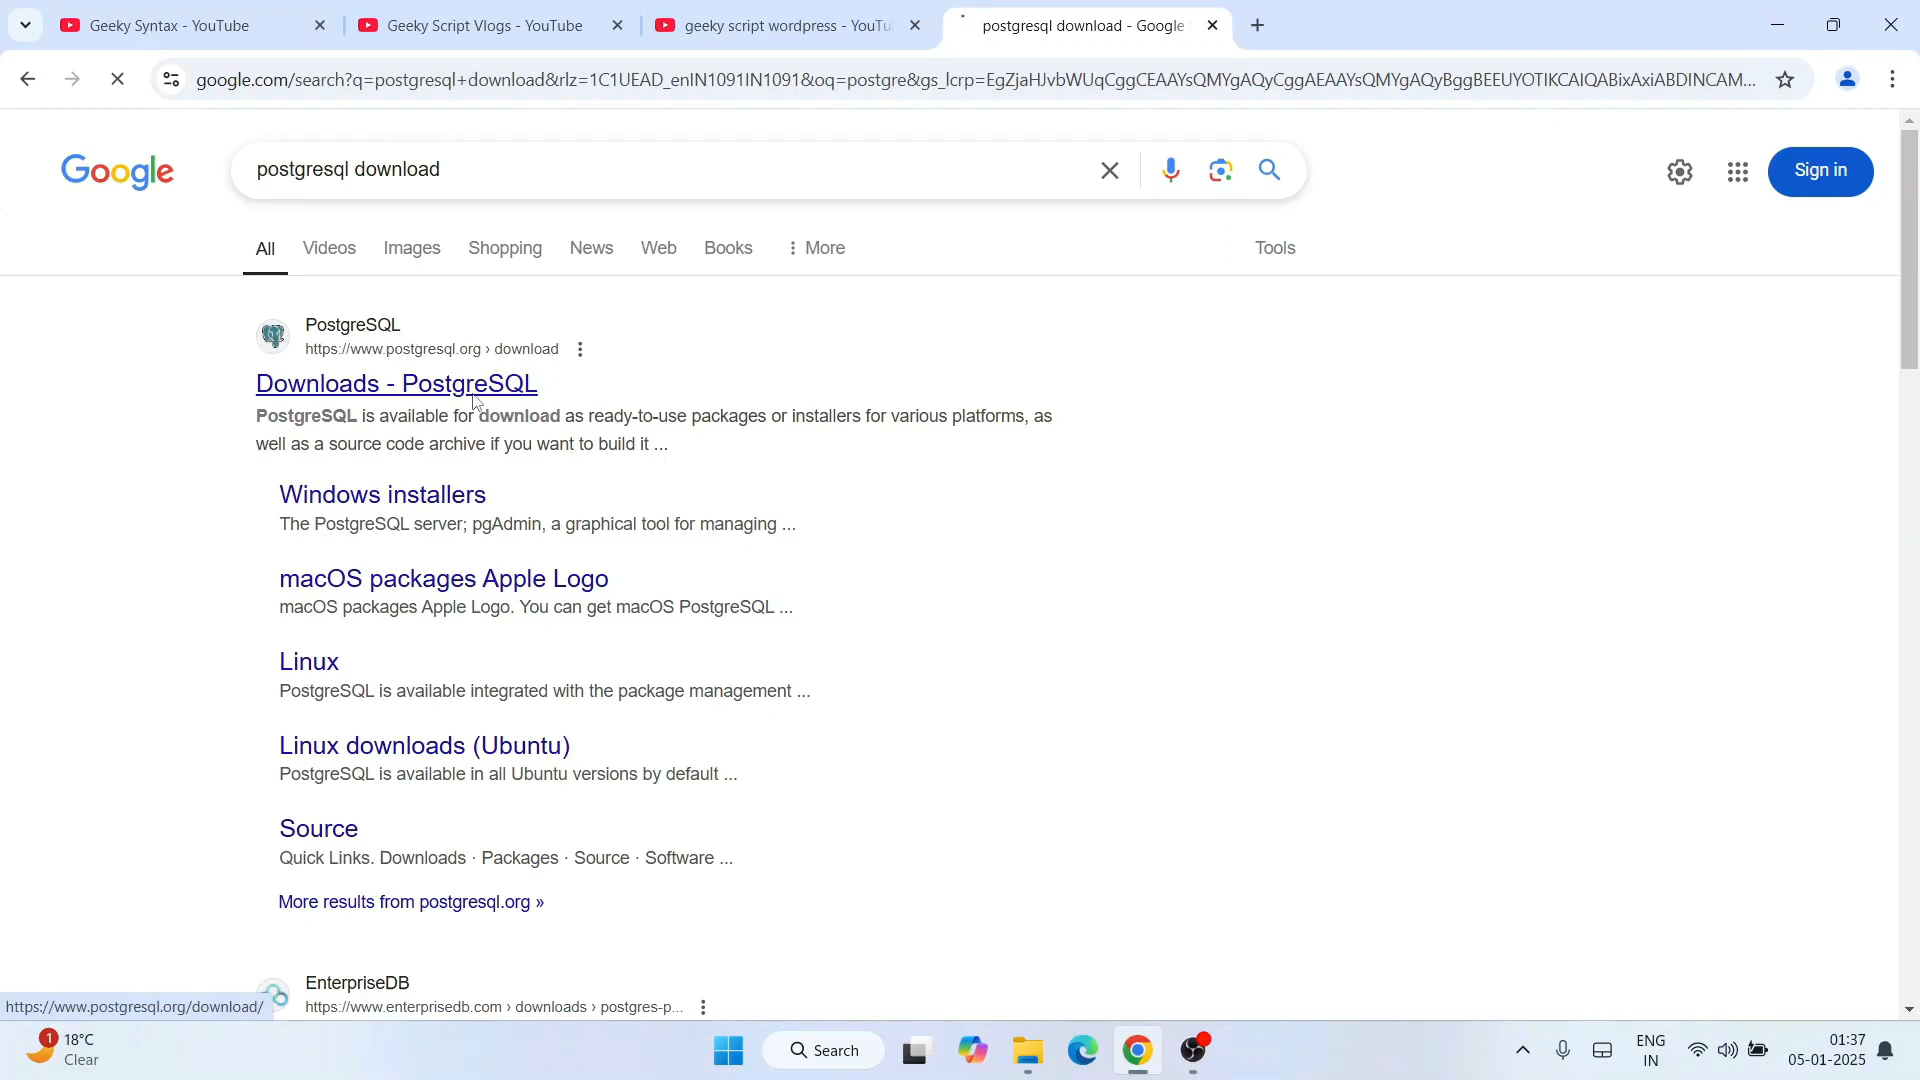 Geeky Syntax - YouTube
Geeky Script Vlogs - YouTube
geeky script wordpress - YouTu
postgresql download - Google
google.com/search?q=postgresql+download&rlz=1C1UEAD_enIN1091IN1091&oq=postgre&gs_lcrp=EgZjaHJvbWUqCggCEAAYsQMYgAQyCggAEAAYsQMYgAQyBggBEEUYOTIKCAIQABixAxiABDINCAM...
Google
postgresql download
Sign in
All
Videos
Images
Shopping
News
Web
Books
More
Tools
PostgreSQL
https://www.postgresql.org › download
Downloads - PostgreSQL
PostgreSQL is available for download as ready-to-use packages or installers for various platforms, as
well as a source code archive if you want to build it ...
Windows installers
The PostgreSQL server; pgAdmin, a graphical tool for managing ...
macOS packages Apple Logo
macOS packages Apple Logo. You can get macOS PostgreSQL ...
Linux
PostgreSQL is available integrated with the package management ...
Linux downloads (Ubuntu)
PostgreSQL is available in all Ubuntu versions by default ...
Source
Quick Links. Downloads · Packages · Source · Software ...
More results from postgresql.org »
EnterpriseDB
https://www.enterprisedb.com › downloads › postgres-p...
https://www.postgresql.org/download/
1
18°C
Clear
Search
ENG
IN
01:37
05-01-2025